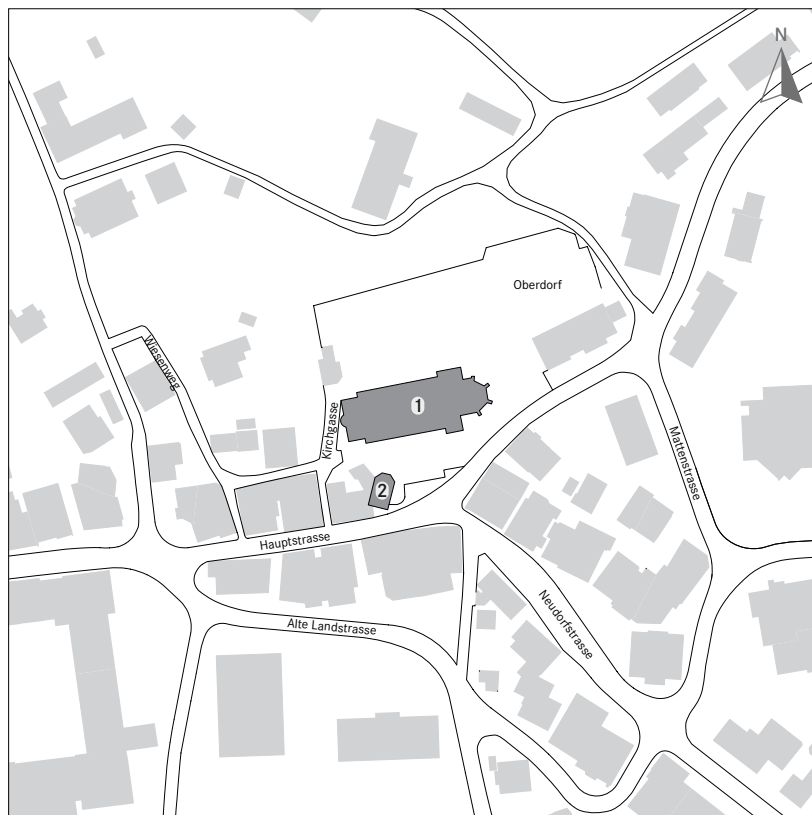 N
Oberdorf
Wiesenweg
Kirchgasse
1
Mattenstrasse
2
Hauptstrasse
Neudorfstrasse
Alte Landstrasse